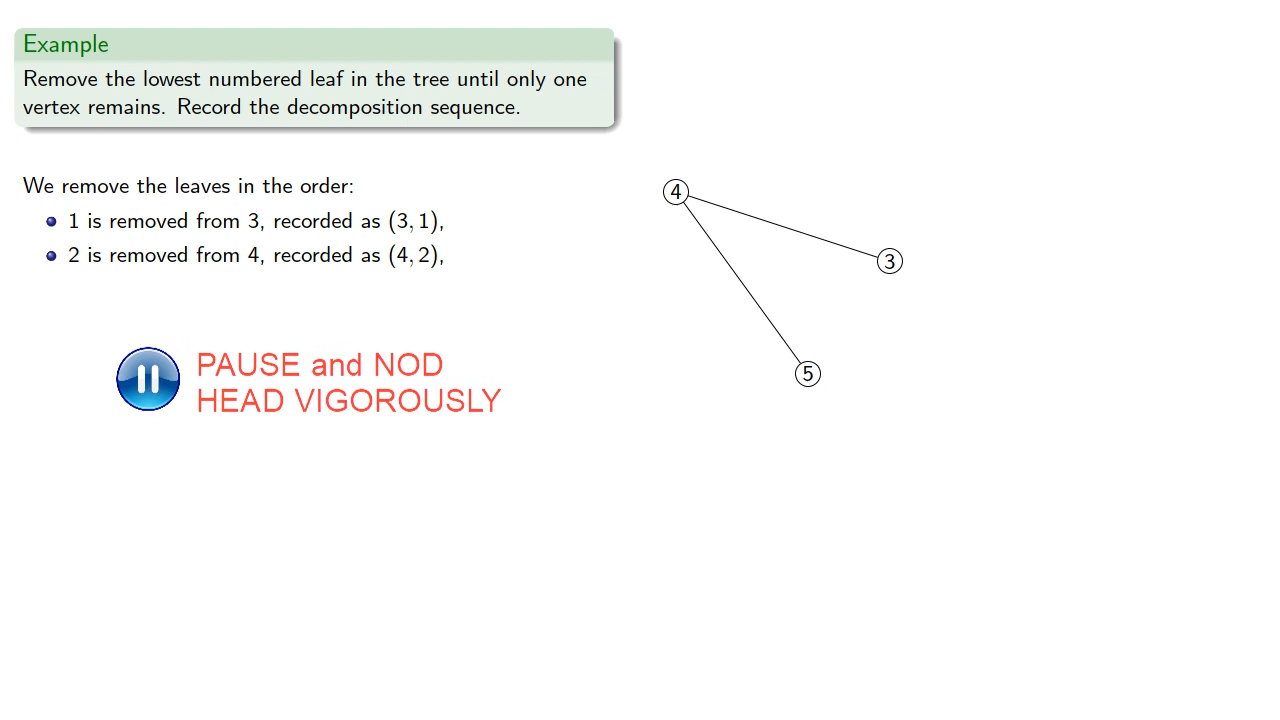 Example
Remove the lowest numbered leaf in the tree until only one
vertex remains. Record the decomposition sequence.
We remove the leaves in the order:
1 is removed from 3, recorded as (3, 1),
2 is removed from 4, recorded as (4, 2),
PAUSE and NOD
HEAD VIGOROUSLY
4
3
5